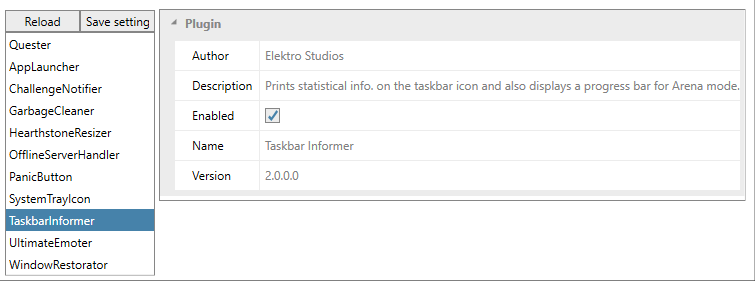 Reload Save setting
Quester
AppLauncher
ChallengeNotifier
GarbageCleaner
HearthstoneResizer
OfflineServerHandler
PanicButton
SystemTrayIcon
TaskbarInformer
UltimateEmoter
WindowRestorator
Plugin
Author Elektro Studios
Description Prints statistical info. on the taskbar icon and also displays a progress bar for Arena mode.
Enabled
Name Taskbar Informer
Version 2.0.0.0